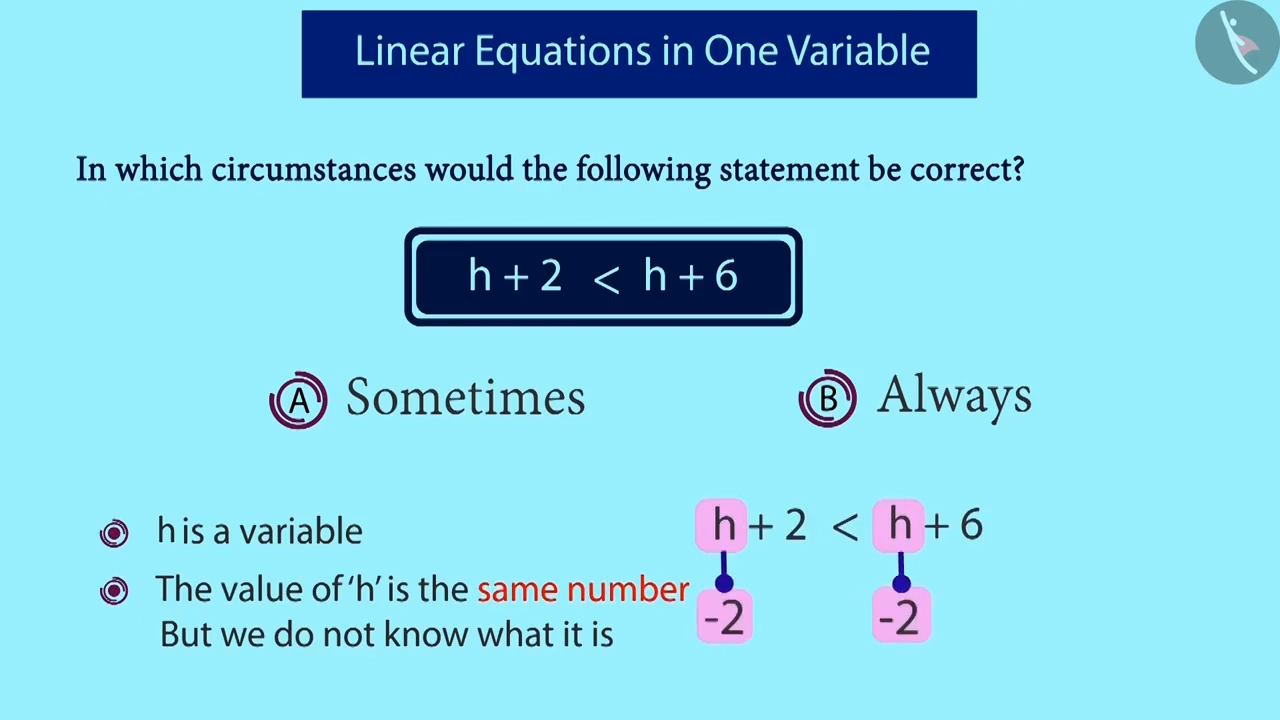 Linear Equations in One Variable
In which circumstances would the following statement be correct?
h + 2 < h + 6
A Sometimes
B Always
h is a variable
The value of ‘h’ is the same number
But we do not know what it is
h + 2 < h + 6
-2 -2